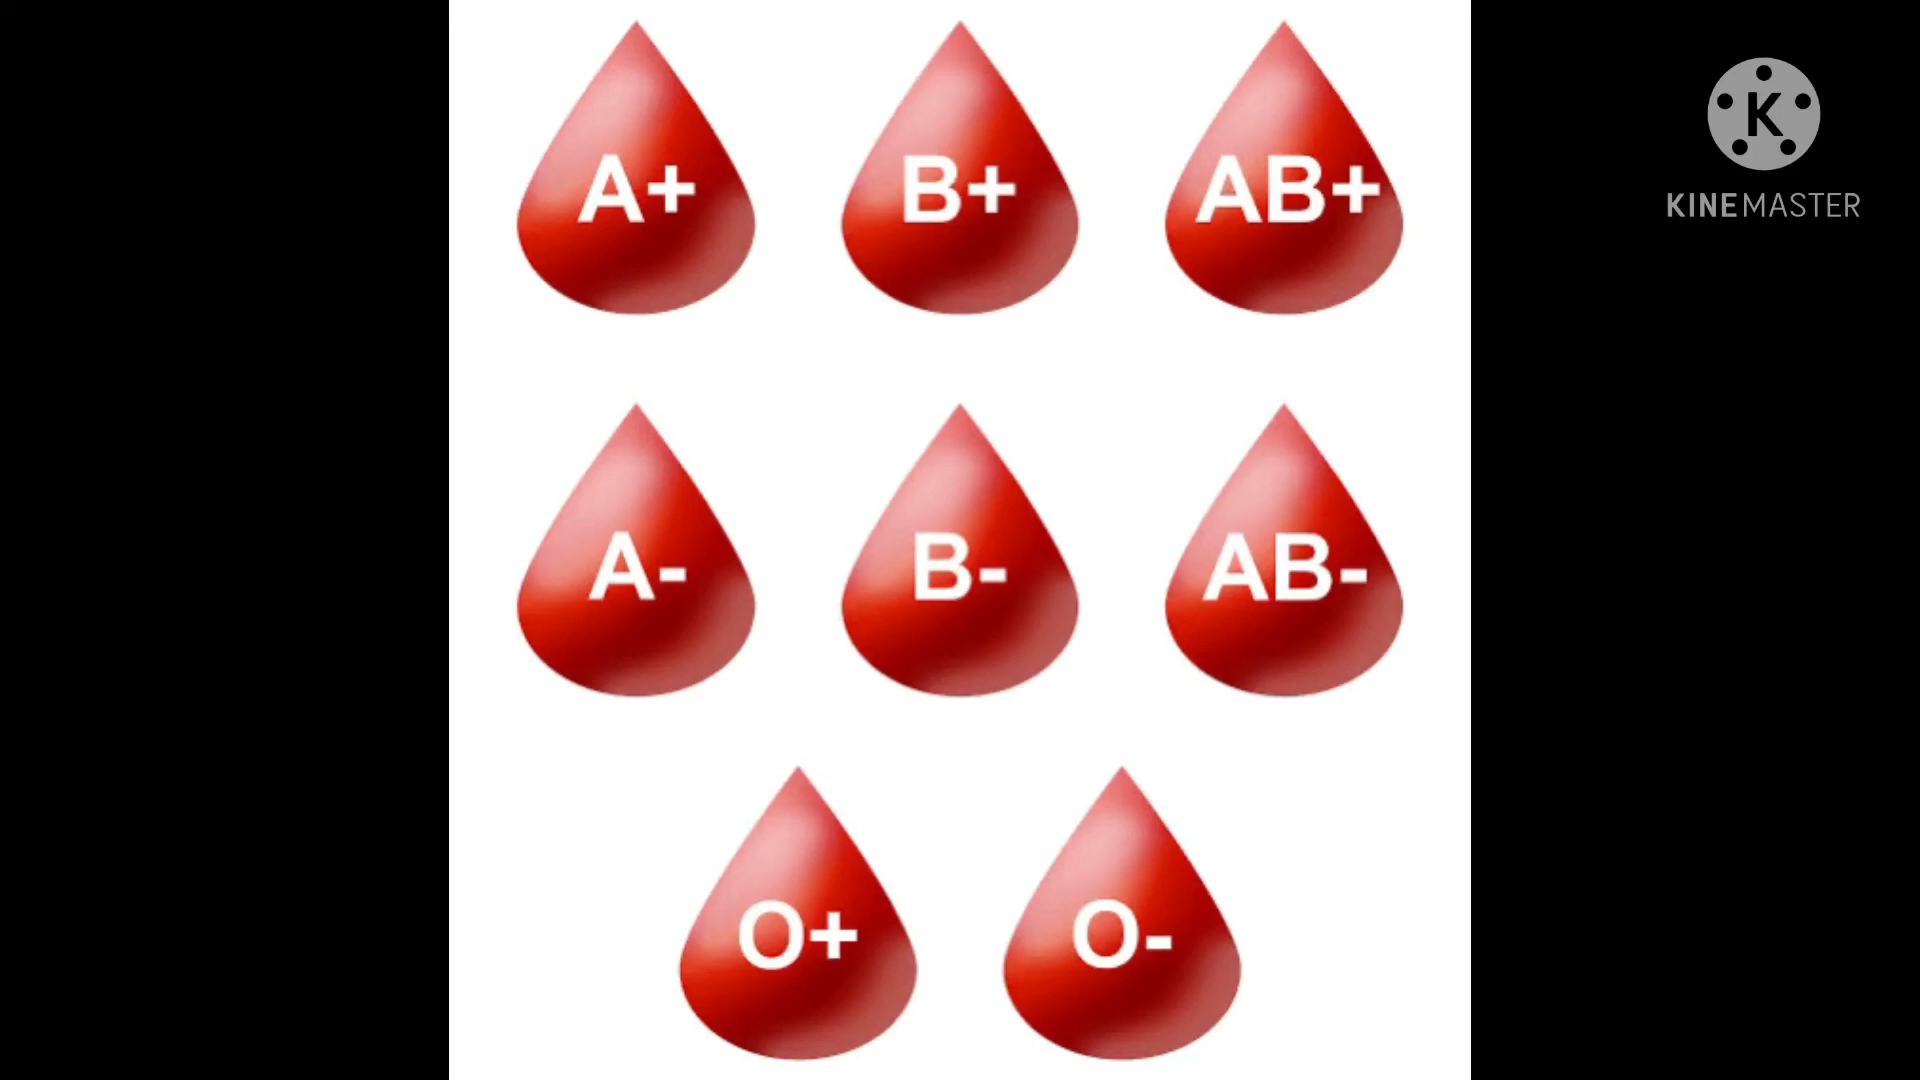 A+ B+ AB+
K
KINEMASTER
A- B- AB-
O+ O-